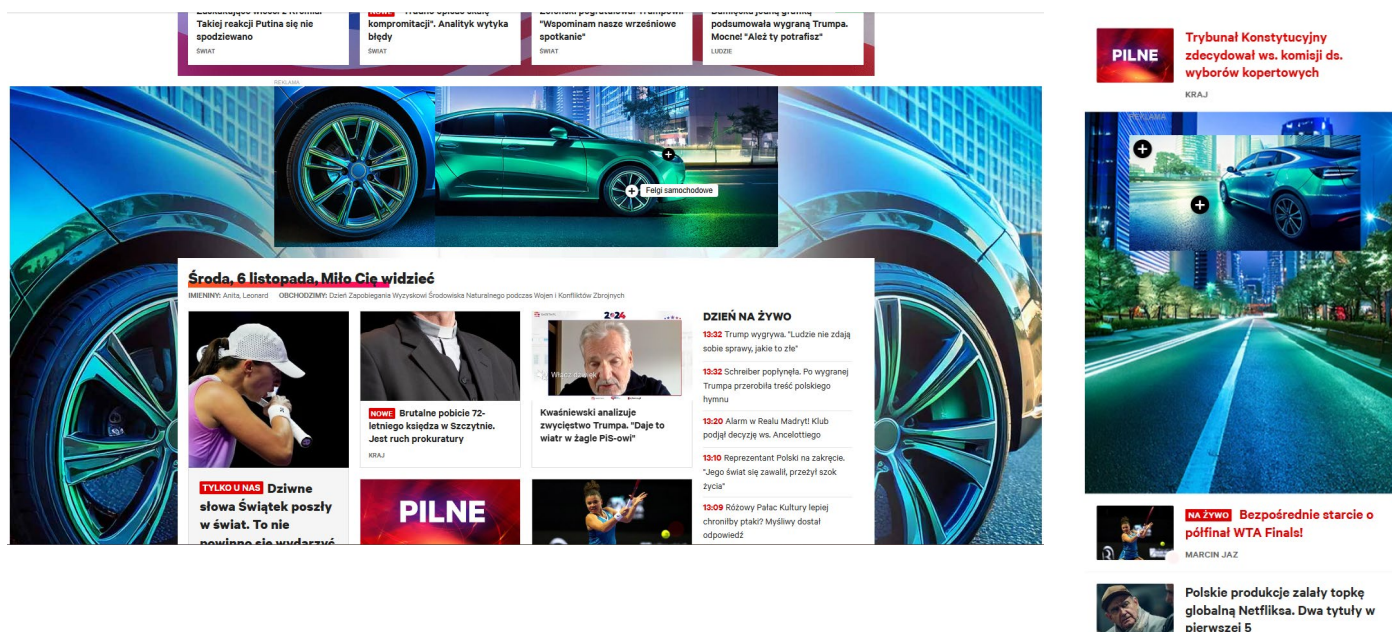 Takiej reakcji Putina się nie
spodziewano
ŚWIAT
kompromitacji". Analityk wytyka
błędy
ŚWIAT
"Wspominam nasze wrześniowe
spotkanie"
ŚWIAT
podsumowała wygraną Trumpa.
Mocne! "Ależ ty potrafisz"
LUDZIE
REKLAMA
Felgi samochodowe
Środa, 6 listopada, Miło Cię widzieć
IMIENINY: Anita, Leonard OBCHODZIMY: Dzień Zapobiegania Wyzyskowi Środowiska Naturalnego podczas Wojen i Konfliktów Zbrojnych
NOWE Brutalne pobicie 72-
letniego księdza w Szczytnie.
Jest ruch prokuratury
KRAJ
2024
Włącz dźwięk
Kwaśniewski analizuje
zwycięstwo Trumpa. "Daje to
wiatr w żagle PiS-owi"
TYLKO U NAS Dziwne
słowa Świątek poszły
w świat. To nie
powinno się wydarzyć
PILNE
DZIEŃ NA ŻYWO
13:32 Trump wygrywa. "Ludzie nie zdają
sobie sprawy, jakie to złe"
13:32 Schreiber popłynęła. Po wygranej
Trumpa przerobiła treść polskiego
hymnu
13:20 Alarm w Realu Madryt! Klub
podjął decyzję ws. Ancelottiego
13:10 Reprezentant Polski na zakręcie.
"Jego świat się zawalił, przeżył szok
życia"
13:09 Różowy Pałac Kultury lepiej
chroniłby ptaki? Myśliwy dostał
odpowiedź
PILNE
Trybunał Konstytucyjny
zdecydował ws. komisji ds.
wyborów kopertowych
KRAJ
REKLAMA
NA ŻYWO Bezpośrednie starcie o
półfinał WTA Finals!
MARCIN JAZ
Polskie produkcje zalały topkę
globalną Netfliksa. Dwa tytuły w
pierwszej 5